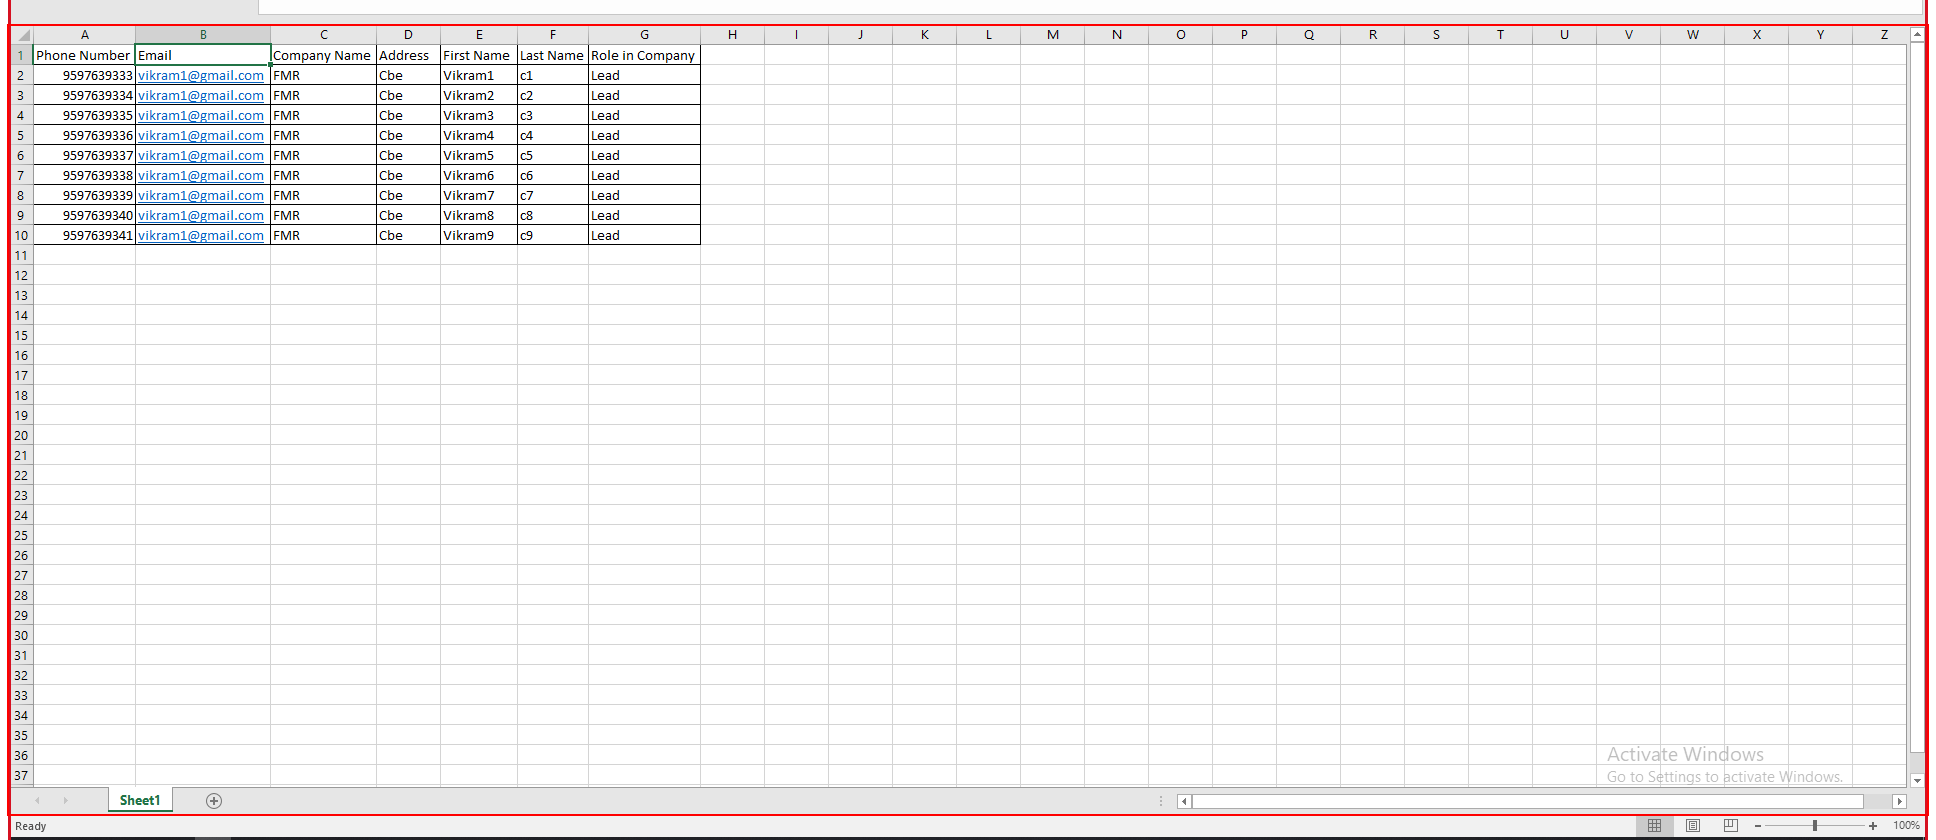 A B C D E F G H I J K L M N O P Q R S T U V W X Y Z
1 Phone Number Email Company Name Address First Name Last Name Role in Company
2 9597639333 vikram1@gmail.com FMR Cbe Vikram1 c1 Lead
3 9597639334 vikram1@gmail.com FMR Cbe Vikram2 c2 Lead
4 9597639335 vikram1@gmail.com FMR Cbe Vikram3 c3 Lead
5 9597639336 vikram1@gmail.com FMR Cbe Vikram4 c4 Lead
6 9597639337 vikram1@gmail.com FMR Cbe Vikram5 c5 Lead
7 9597639338 vikram1@gmail.com FMR Cbe Vikram6 c6 Lead
8 9597639339 vikram1@gmail.com FMR Cbe Vikram7 c7 Lead
9 9597639340 vikram1@gmail.com FMR Cbe Vikram8 c8 Lead
10 9597639341 vikram1@gmail.com FMR Cbe Vikram9 c9 Lead
11
12
13
14
15
16
17
18
19
20
21
22
23
24
25
26
27
28
29
30
31
32
33
34
35
36
Activate Windows
37
Go to Settings to activate Windows.
Sheet1
Ready 100%